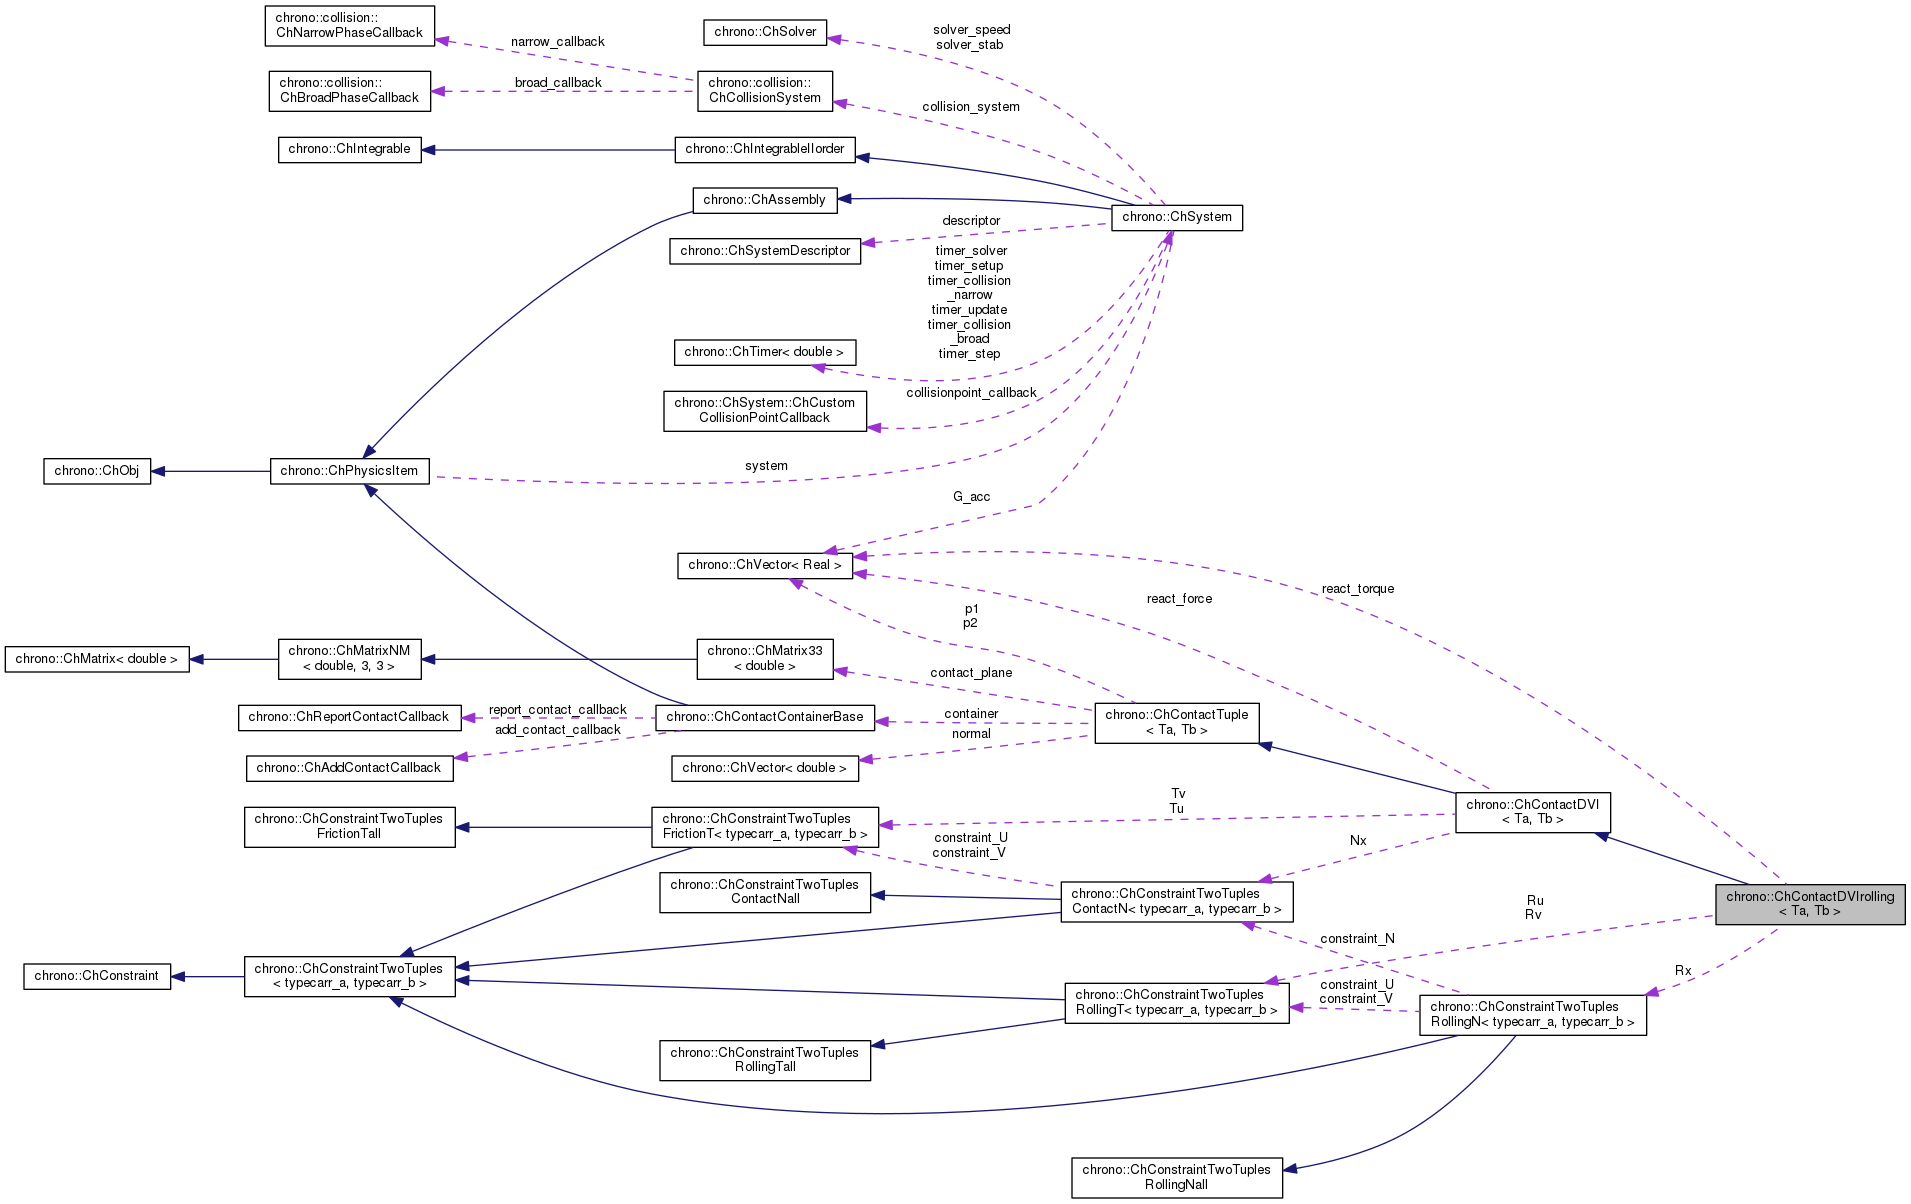 chrono::collision::
ChNarrowPhaseCallback
narrow_callback
chrono::ChSolver
solver_speed
solver_stab
chrono::collision::
ChBroadPhaseCallback
broad_callback
chrono::collision::
ChCollisionSystem
collision_system
chrono::ChIntegrable
chrono::ChIntegrableIIorder
chrono::ChAssembly
chrono::ChSystem
descriptor
chrono::ChSystemDescriptor
timer_solver
timer_setup
timer_collision
_narrow
timer_update
timer_collision
_broad
timer_step
chrono::ChTimer< double >
collisionpoint_callback
chrono::ChSystem::ChCustom
CollisionPointCallback
chrono::ChObj
chrono::ChPhysicsItem
system
G_acc
chrono::ChVector< Real >
react_torque
react_force
p1
p2
chrono::ChMatrix< double >
chrono::ChMatrixNM
< double, 3, 3 >
chrono::ChMatrix33
< double >
contact_plane
chrono::ChReportContactCallback
report_contact_callback
chrono::ChContactContainerBase
container
chrono::ChContactTuple
< Ta, Tb >
add_contact_callback
normal
chrono::ChAddContactCallback
chrono::ChVector< double >
Tv
Tu
chrono::ChContactDVI
< Ta, Tb >
chrono::ChConstraintTwoTuples
FrictionTall
chrono::ChConstraintTwoTuples
FrictionT< typecarr_a, typecarr_b >
constraint_U
constraint_V
Nx
chrono::ChConstraintTwoTuples
ContactNall
chrono::ChConstraintTwoTuples
ContactN< typecarr_a, typecarr_b >
Ru
Rv
chrono::ChContactDVIrolling
< Ta, Tb >
constraint_N
chrono::ChConstraint
chrono::ChConstraintTwoTuples
< typecarr_a, typecarr_b >
Rx
chrono::ChConstraintTwoTuples
RollingT< typecarr_a, typecarr_b >
constraint_U
constraint_V
chrono::ChConstraintTwoTuples
RollingN< typecarr_a, typecarr_b >
chrono::ChConstraintTwoTuples
RollingTall
chrono::ChConstraintTwoTuples
RollingNall